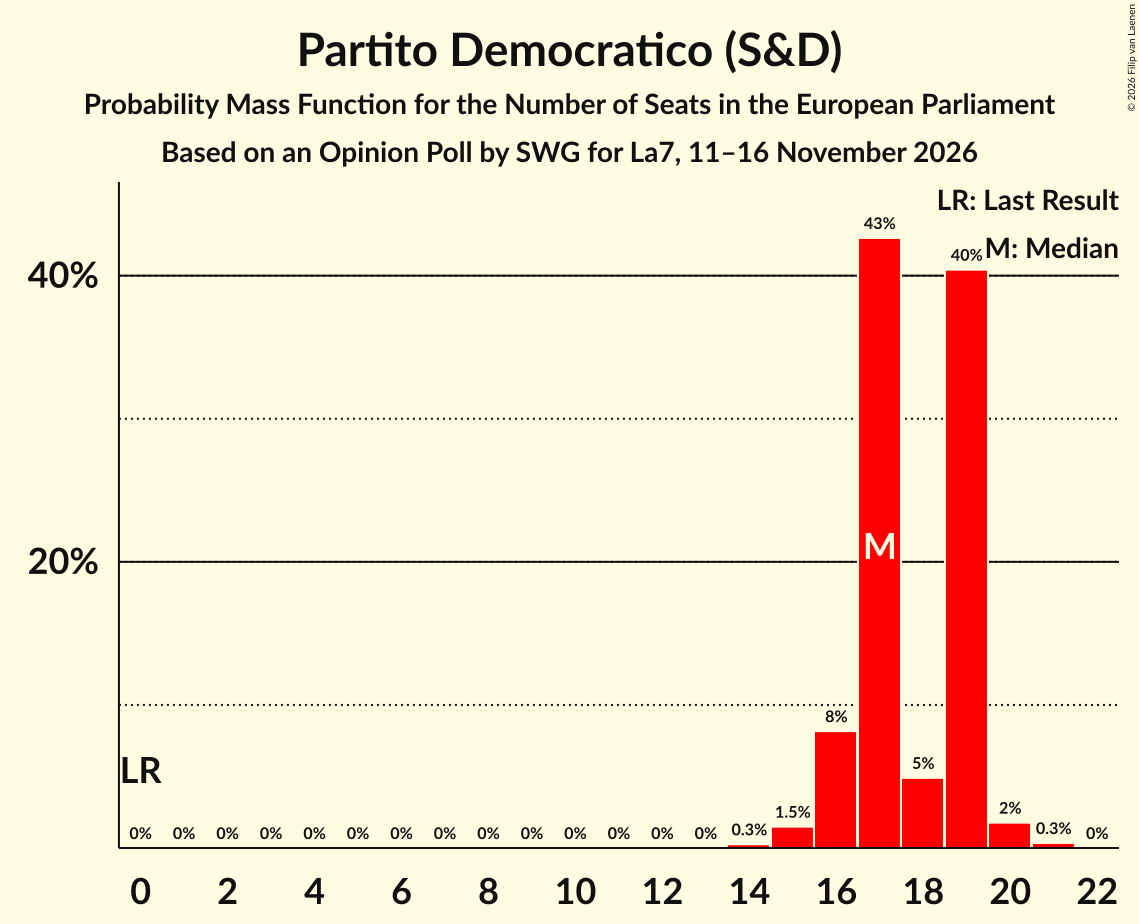 Partito Democratico (S&D)
Probability Mass Function for the Number of Seats in the European Parliament
Based on an Opinion Poll by SWG for La7, 11–16 November 2026
© 2026 Filip van Laenen
LR: Last Result
M: Median
43%
40%
40%
M
20%
8%
5%
LR
1.5%
2%
0.3%
0.3%
0% 0% 0% 0% 0% 0% 0% 0% 0% 0% 0% 0% 0% 0% 0%
0 2 4 6 8 10 12 14 16 18 20 22